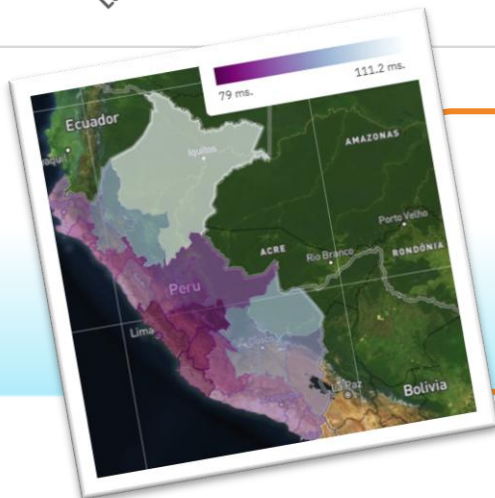 79 ms.
111.2 ms.
Ecuador
AMAZONAS
Iquitos
Porto Velho
ACRE
Rio Branco
RONDÔNIA
Peru
Lima
La Paz
Bolivia